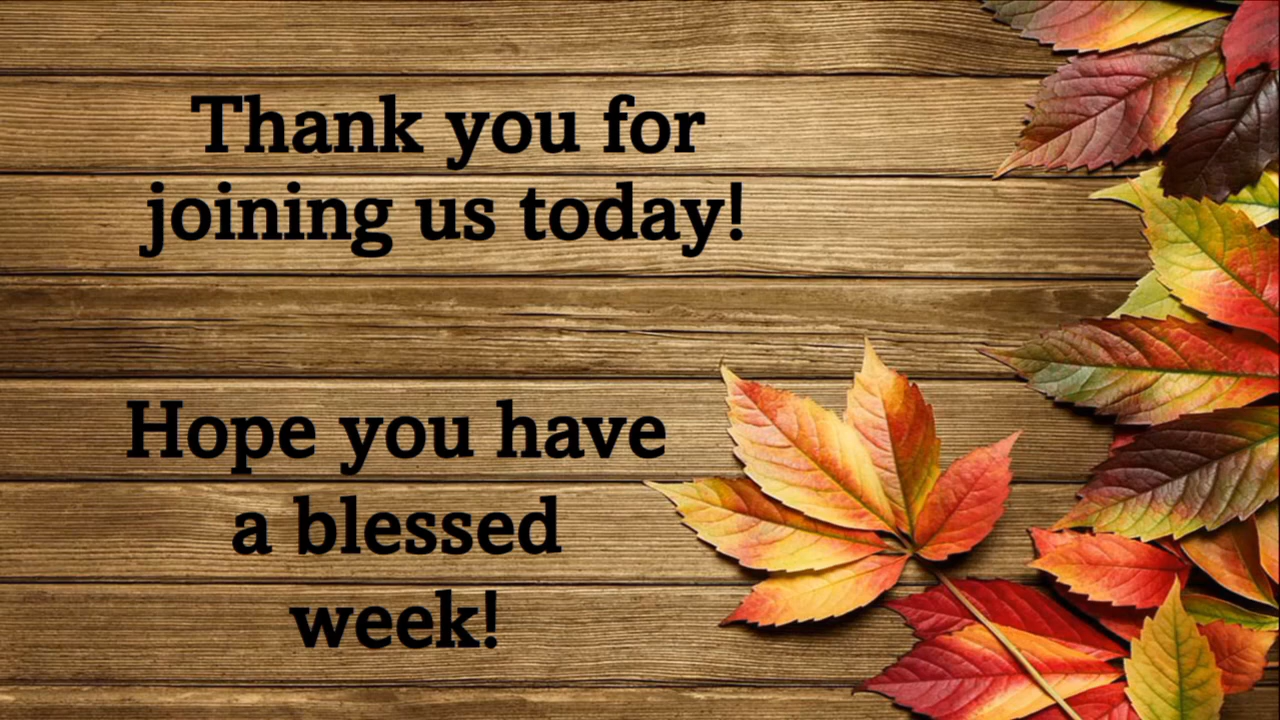 Thank you for
joining us today!
Hope you have
a blessed
week!